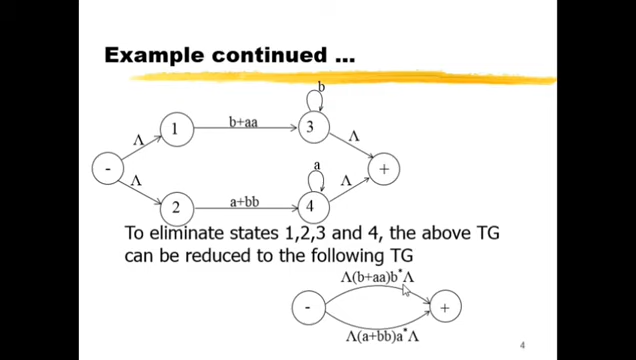 Example continued ...
b
Λ
1
b+aa
3
Λ
-
+
Λ
2
a+bb
a
4
Λ
To eliminate states 1,2,3 and 4, the above TG
can be reduced to the following TG
Λ(b+aa)b*Λ
-
+
Λ(a+bb)a*Λ
4